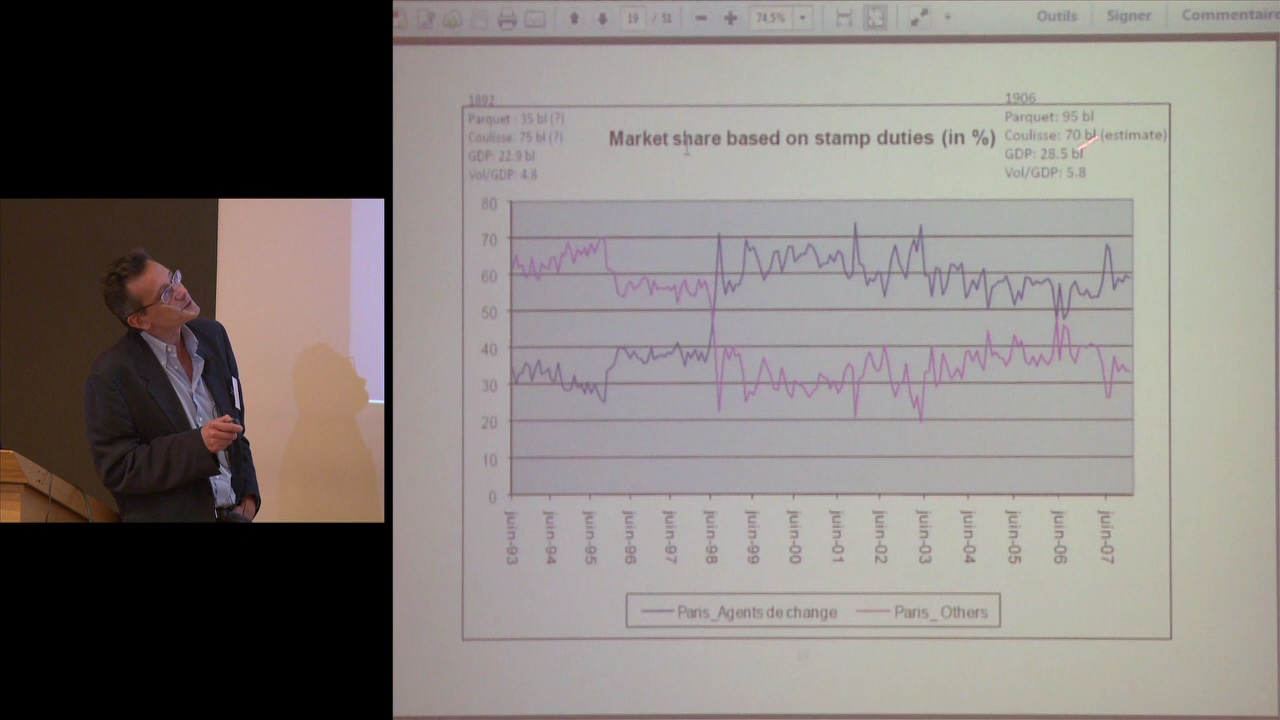 19 / 51
74,5%
Outils
Signer
Commentaire
1892
Parquet: 35 bl (?)
Coulisse: 75 bl (?)
GDP: 22.9 bl
Vol/GDP: 4.8
Market share based on stamp duties (in %)
1906
Parquet: 95 bl
Coulisse: 70 bl (estimate)
GDP: 28.5 bl
Vol/GDP: 5.8
80
70
60
50
40
30
20
10
0
juin-93
juin-94
juin-95
juin-96
juin-97
juin-98
juin-99
juin-00
juin-01
juin-02
juin-03
juin-04
juin-05
juin-06
juin-07
Paris_Agents de change
Paris_Others